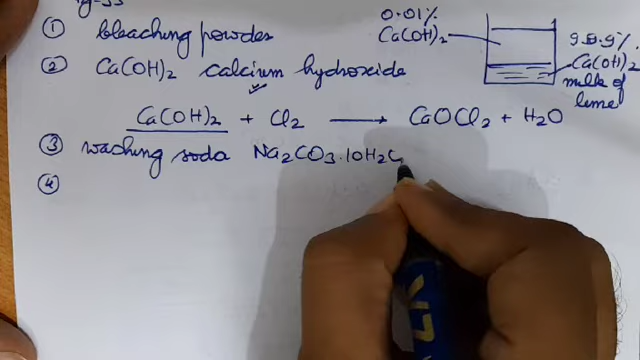 ① bleaching powder
② Ca(OH)2 calcium hydroxide
0.01%
Ca(OH)2
99.9%
Ca(OH)2
milk of
lime
Ca(OH)2 + Cl2 → CaOCl2 + H2O
③ washing soda Na2CO3.10H2
④